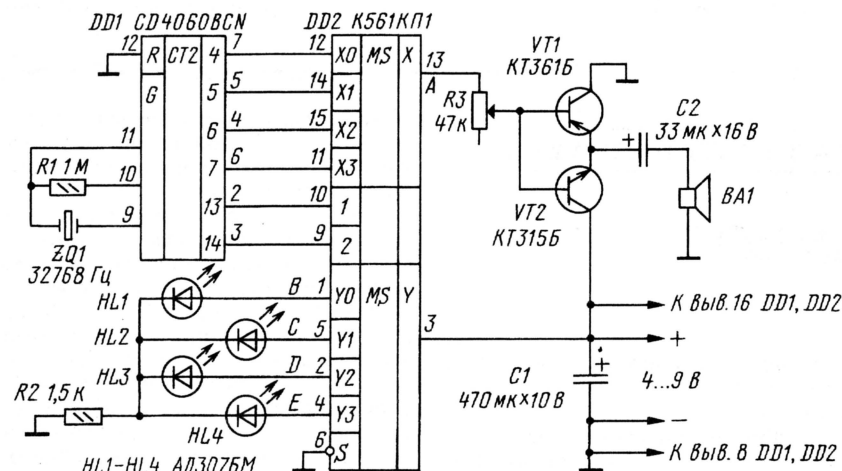 DD1 CD4060BCN
DD2 К561КП1
12 R CT2 4 7 12 X0 MS X 13
G 5 5 14 X1 A
6 4 15 X2
11 7 6 11 X3
R1 1 М 10 13 2 10 1
9 14 3 9 2
ZQ1
32768 Гц
VT1
КТ361Б
R3
47к
C2
33 мк×16 В
VT2
КТ315Б
BA1
HL1 B 1 Y0 MS Y 3
HL2 C 5 Y1
HL3 D 2 Y2
R2 1,5 к E 4 Y3
HL4 6 S
HL1-HL4 АЛ307БМ
К выв.16 DD1, DD2
+
C1
470 мк×10В
+
4...9 В
−
К выв. 8 DD1, DD2
+